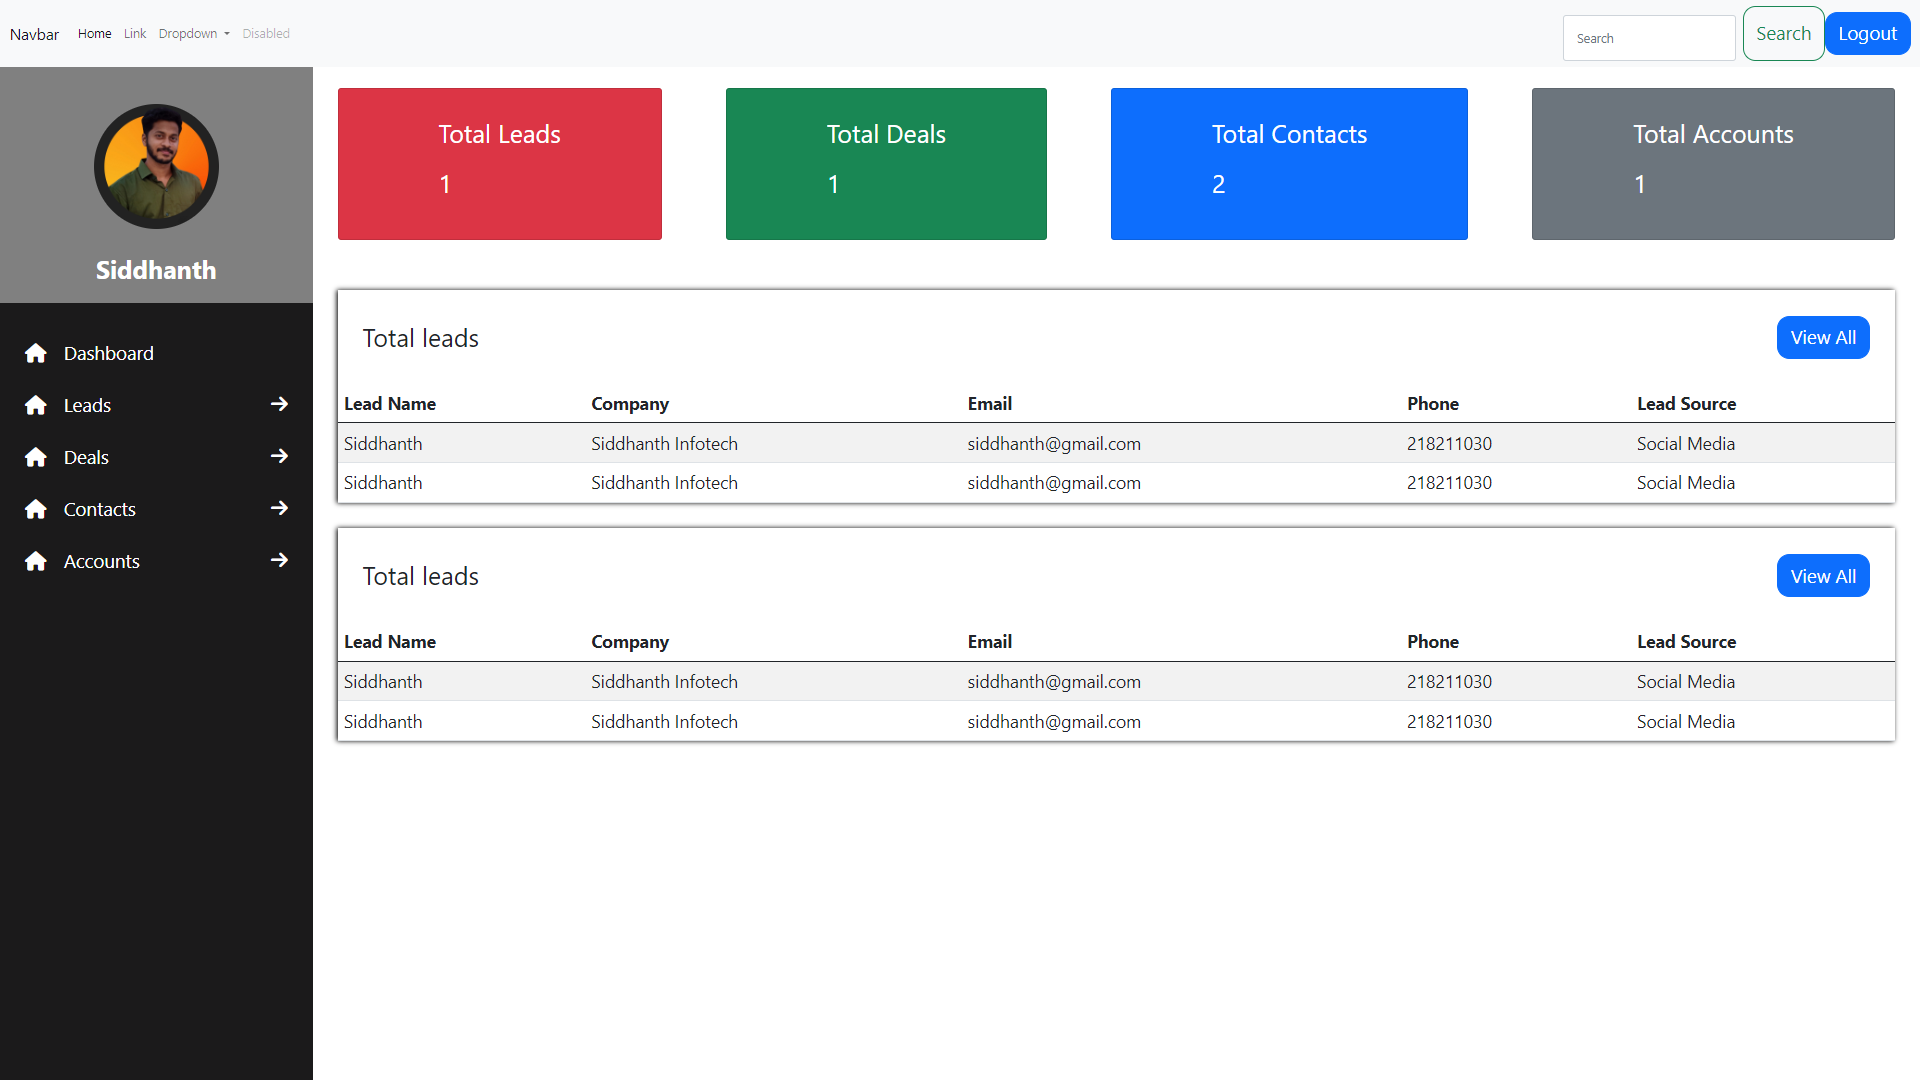 Navbar Home Link Dropdown Disabled Search Search Logout
Siddhanth
Dashboard
Leads
Deals
Contacts
Accounts
Total Leads
1
Total Deals
1
Total Contacts
2
Total Accounts
1
Total leads View All
Lead Name Company Email Phone Lead Source
Siddhanth Siddhanth Infotech siddhanth@gmail.com 218211030 Social Media
Siddhanth Siddhanth Infotech siddhanth@gmail.com 218211030 Social Media
Total leads View All
Lead Name Company Email Phone Lead Source
Siddhanth Siddhanth Infotech siddhanth@gmail.com 218211030 Social Media
Siddhanth Siddhanth Infotech siddhanth@gmail.com 218211030 Social Media